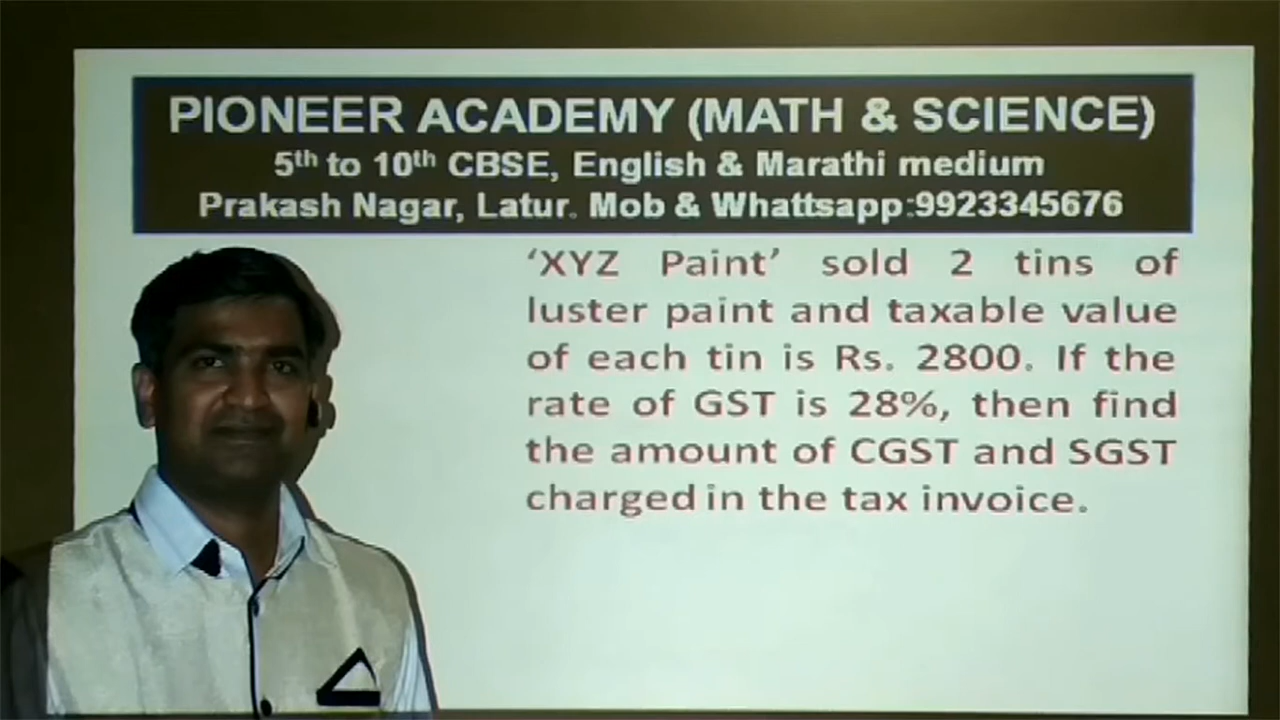 PIONEER ACADEMY (MATH & SCIENCE)
5th to 10th CBSE, English & Marathi medium
Prakash Nagar, Latur. Mob & Whattsapp:9923345676
‘XYZ Paint’ sold 2 tins of
luster paint and taxable value
of each tin is Rs. 2800. If the
rate of GST is 28%, then find
the amount of CGST and SGST
charged in the tax invoice.